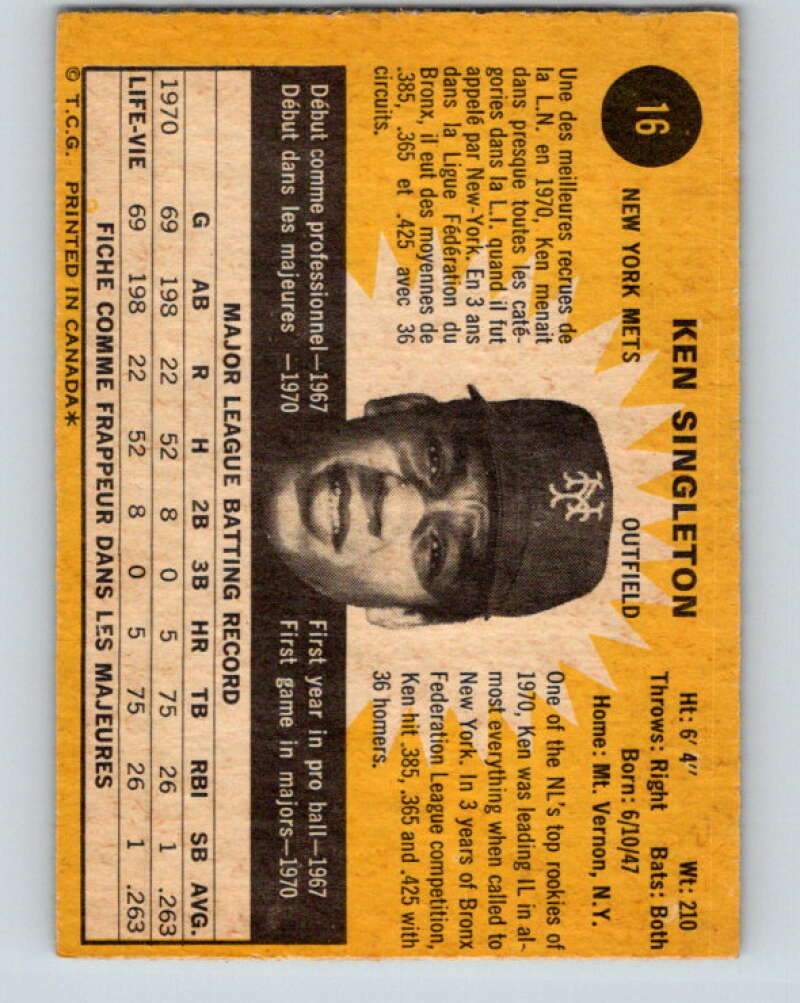 16
KEN SINGLETON
NEW YORK METS OUTFIELD
Ht: 6' 4" Wt: 210
Throws: Right Bats: Both
Born: 6/10/47
Home: Mt. Vernon, N.Y.
Une des meilleures recrues de
la L.N. en 1970, Ken menait
dans presque toutes les caté-
gories dans la L.I. quand il fut
appelé par New-York. En 3 ans
dans la Ligue Fédération du
Bronx, il eut des moyennes de
.385, .365 et .425 avec 36
circuits.
One of the NL's top rookies of
1970, Ken was leading IL in al-
most everything when called to
New York. In 3 years of Bronx
Federation League competition,
Ken hit .385, .365 and .425 with
36 homers.
Début comme professionnel—1967
Début dans les majeures —1970
First year in pro ball—1967
First game in majors—1970
MAJOR LEAGUE BATTING RECORD
G AB R H 2B 3B HR TB RBI SB AVG.
1970 69 198 22 52 8 0 5 75 26 1 .263
LIFE-VIE 69 198 22 52 8 0 5 75 26 1 .263
FICHE COMME FRAPPEUR DANS LES MAJEURES
© T.C.G. PRINTED IN CANADA*